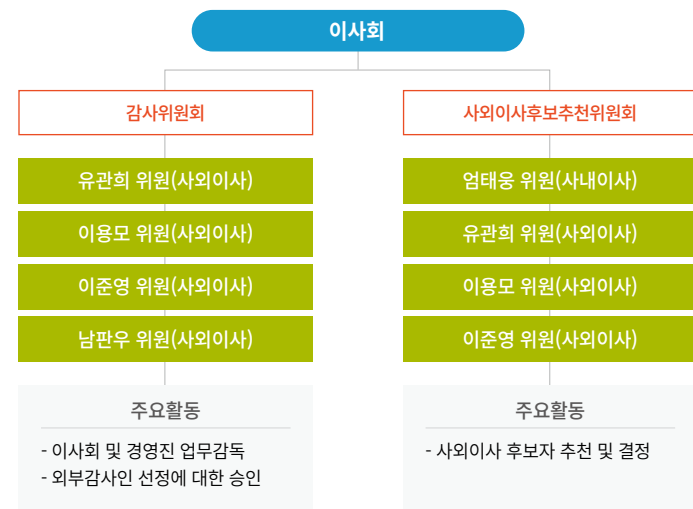 이사회
감사위원회
유관희 위원(사외이사)
이용모 위원(사외이사)
이준영 위원(사외이사)
남판우 위원(사외이사)
주요활동
- 이사회 및 경영진 업무감독
- 외부감사인 선정에 대한 승인
사외이사후보추천위원회
엄태웅 위원(사내이사)
유관희 위원(사외이사)
이용모 위원(사외이사)
이준영 위원(사외이사)
주요활동
- 사외이사 후보자 추천 및 결정